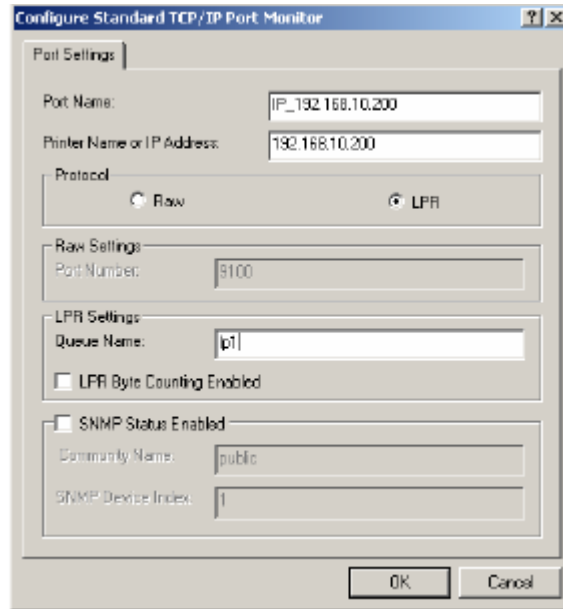 Configure Standard TCP/IP Port Monitor
Port Settings
Port Name: IP_192.168.10.200
Printer Name or IP Address: 192.168.10.200
Protocol
Raw LPR
Raw Settings
Port Number: 9100
LPR Settings
Queue Name: lp1
LPR Byte Counting Enabled
SNMP Status Enabled
Community Name: public
SNMP Device Index: 1
OK Cancel